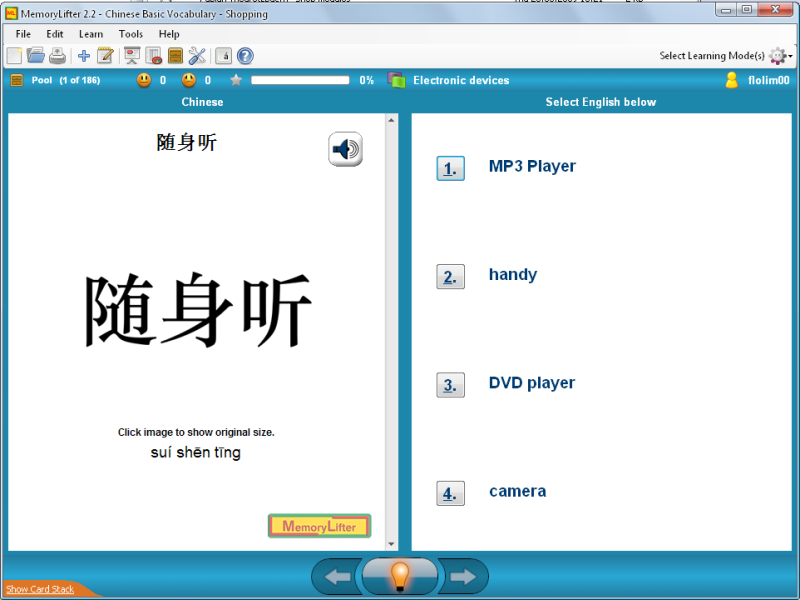 MemoryLifter 2.2 - Chinese Basic Vocabulary - Shopping
File Edit Learn Tools Help
Select Learning Mode(s)
Pool (1 of 186) 0 0 0% Electronic devices flolim00
Chinese
Select English below
随身听
随身听
Click image to show original size.
suí shēn tīng
MemoryLifter
1. MP3 Player
2. handy
3. DVD player
4. camera
Show Card Stack